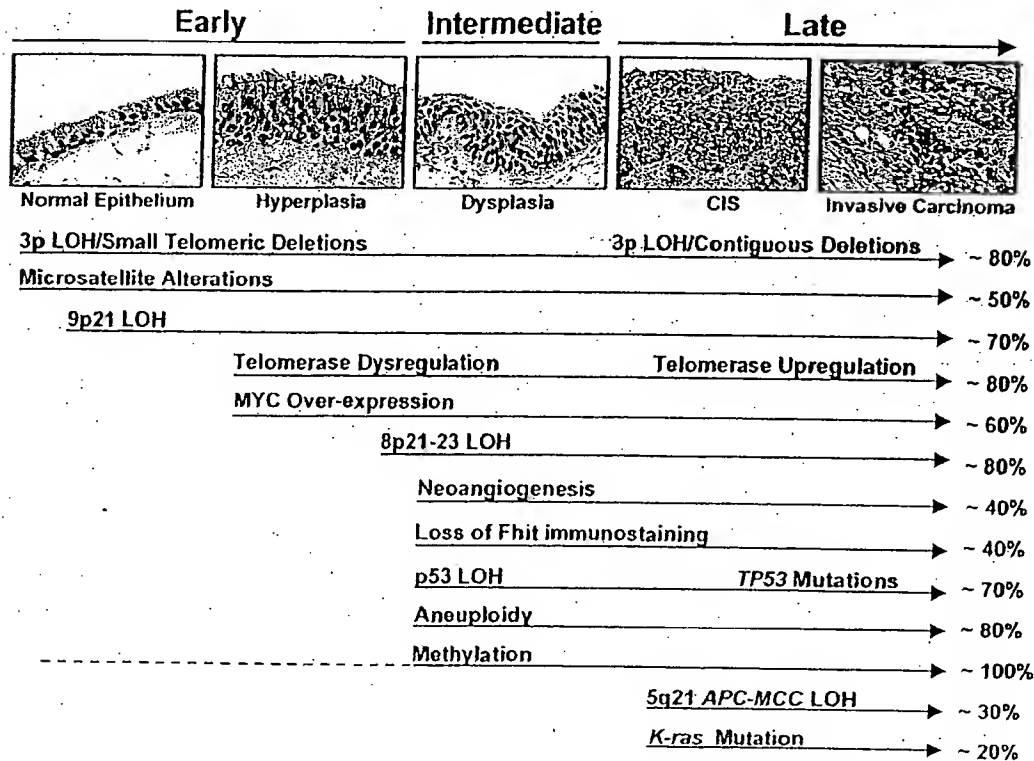 Early Intermediate Late
Normal Epithelium Hyperplasia Dysplasia CIS Invasive Carcinoma
3p LOH/Small Telomeric Deletions 3p LOH/Contiguous Deletions ~ 80%
Microsatellite Alterations ~ 50%
9p21 LOH ~ 70%
Telomerase Dysregulation Telomerase Upregulation ~ 80%
MYC Over-expression ~ 60%
8p21-23 LOH ~ 80%
Neoangiogenesis ~ 40%
Loss of Fhit immunostaining ~ 40%
p53 LOH TP53 Mutations ~ 70%
Aneuploidy ~ 80%
Methylation ~ 100%
5q21 APC-MCC LOH ~ 30%
K-ras Mutation ~ 20%